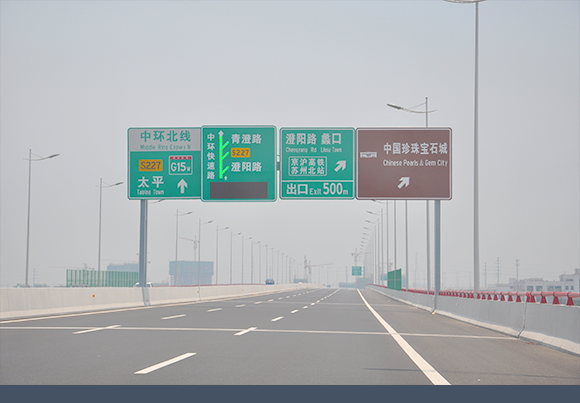 中环北线
Middle Ring Express N
S227
G15W
太平
Taiping Town
中环快速路
青澄路
S227
澄阳路
澄阳路 蠡口
Chengyang Rd Likou Town
京沪高铁
苏州北站
出口 Exit 500m
中国珍珠宝石城
Chinese Pearls & Gem City